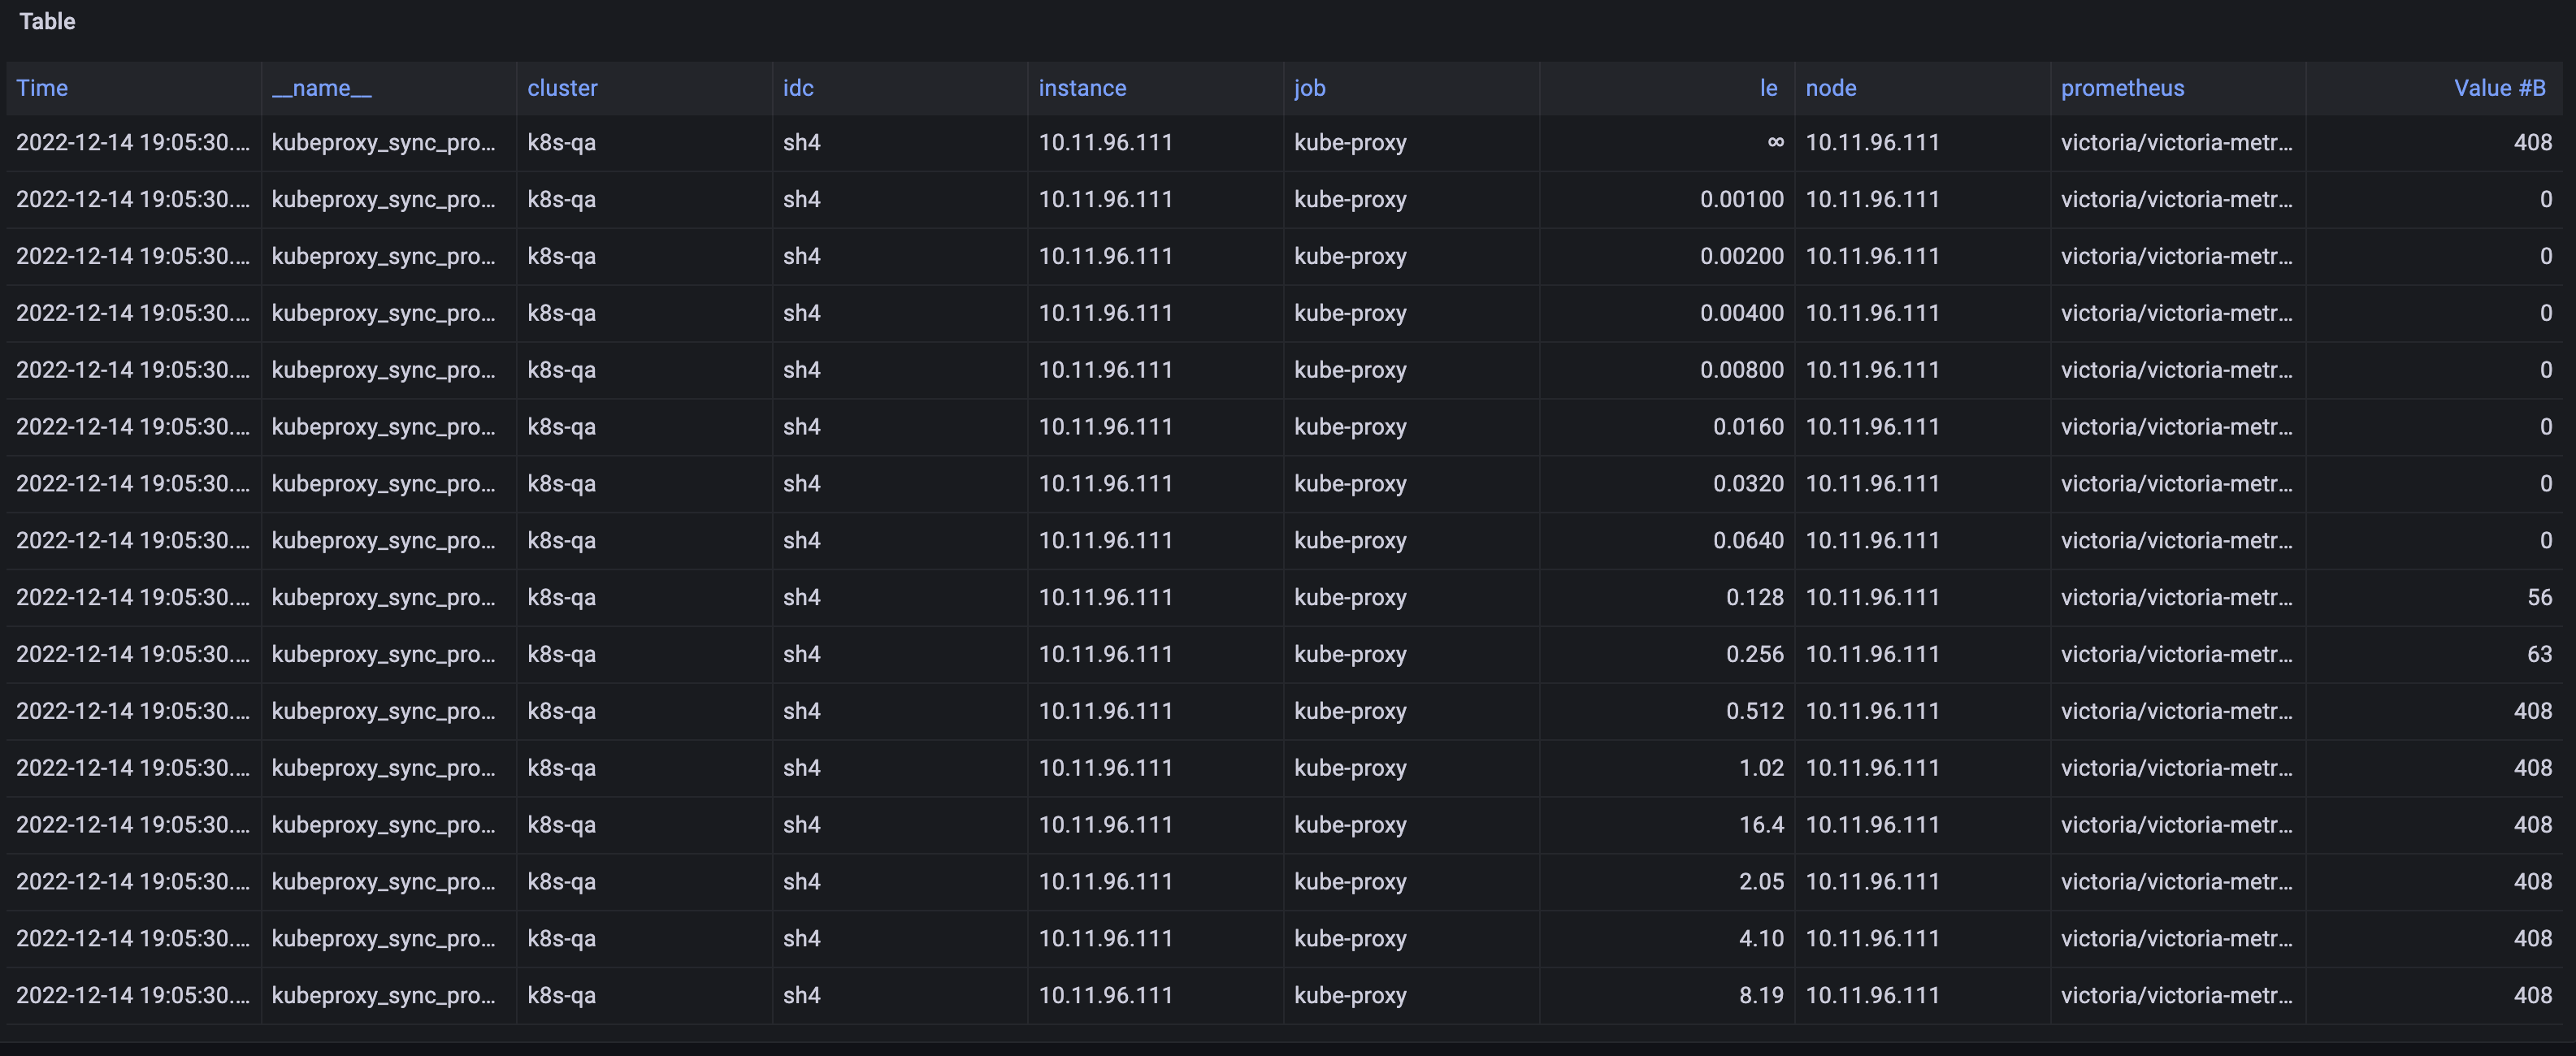 Table
Time __name__ cluster idc instance job le node prometheus Value #B
2022-12-14 19:05:30.… kubeproxy_sync_pro… k8s-qa sh4 10.11.96.111 kube-proxy ∞ 10.11.96.111 victoria/victoria-metr… 408
2022-12-14 19:05:30.… kubeproxy_sync_pro… k8s-qa sh4 10.11.96.111 kube-proxy 0.00100 10.11.96.111 victoria/victoria-metr… 0
2022-12-14 19:05:30.… kubeproxy_sync_pro… k8s-qa sh4 10.11.96.111 kube-proxy 0.00200 10.11.96.111 victoria/victoria-metr… 0
2022-12-14 19:05:30.… kubeproxy_sync_pro… k8s-qa sh4 10.11.96.111 kube-proxy 0.00400 10.11.96.111 victoria/victoria-metr… 0
2022-12-14 19:05:30.… kubeproxy_sync_pro… k8s-qa sh4 10.11.96.111 kube-proxy 0.00800 10.11.96.111 victoria/victoria-metr… 0
2022-12-14 19:05:30.… kubeproxy_sync_pro… k8s-qa sh4 10.11.96.111 kube-proxy 0.0160 10.11.96.111 victoria/victoria-metr… 0
2022-12-14 19:05:30.… kubeproxy_sync_pro… k8s-qa sh4 10.11.96.111 kube-proxy 0.0320 10.11.96.111 victoria/victoria-metr… 0
2022-12-14 19:05:30.… kubeproxy_sync_pro… k8s-qa sh4 10.11.96.111 kube-proxy 0.0640 10.11.96.111 victoria/victoria-metr… 0
2022-12-14 19:05:30.… kubeproxy_sync_pro… k8s-qa sh4 10.11.96.111 kube-proxy 0.128 10.11.96.111 victoria/victoria-metr… 56
2022-12-14 19:05:30.… kubeproxy_sync_pro… k8s-qa sh4 10.11.96.111 kube-proxy 0.256 10.11.96.111 victoria/victoria-metr… 63
2022-12-14 19:05:30.… kubeproxy_sync_pro… k8s-qa sh4 10.11.96.111 kube-proxy 0.512 10.11.96.111 victoria/victoria-metr… 408
2022-12-14 19:05:30.… kubeproxy_sync_pro… k8s-qa sh4 10.11.96.111 kube-proxy 1.02 10.11.96.111 victoria/victoria-metr… 408
2022-12-14 19:05:30.… kubeproxy_sync_pro… k8s-qa sh4 10.11.96.111 kube-proxy 16.4 10.11.96.111 victoria/victoria-metr… 408
2022-12-14 19:05:30.… kubeproxy_sync_pro… k8s-qa sh4 10.11.96.111 kube-proxy 2.05 10.11.96.111 victoria/victoria-metr… 408
2022-12-14 19:05:30.… kubeproxy_sync_pro… k8s-qa sh4 10.11.96.111 kube-proxy 4.10 10.11.96.111 victoria/victoria-metr… 408
2022-12-14 19:05:30.… kubeproxy_sync_pro… k8s-qa sh4 10.11.96.111 kube-proxy 8.19 10.11.96.111 victoria/victoria-metr… 408